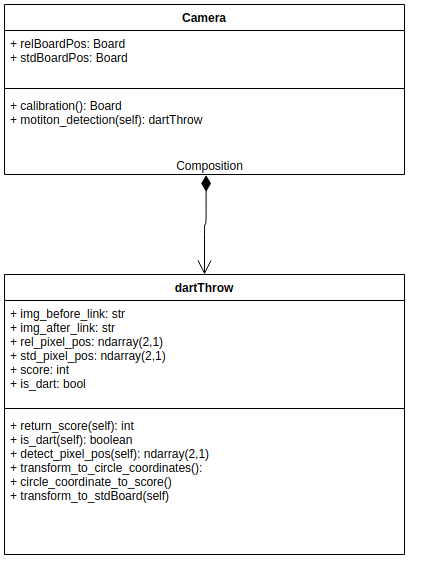 Camera
+ relBoardPos: Board
+ stdBoardPos: Board
+ calibration(): Board
+ motiton_detection(self): dartThrow
Composition
dartThrow
+ img_before_link: str
+ img_after_link: str
+ rel_pixel_pos: ndarray(2,1)
+ std_pixel_pos: ndarray(2,1)
+ score: int
+ is_dart: bool
+ return_score(self): int
+ is_dart(self): boolean
+ detect_pixel_pos(self): ndarray(2,1)
+ transform_to_circle_coordinates():
+ circle_coordinate_to_score()
+ transform_to_stdBoard(self)